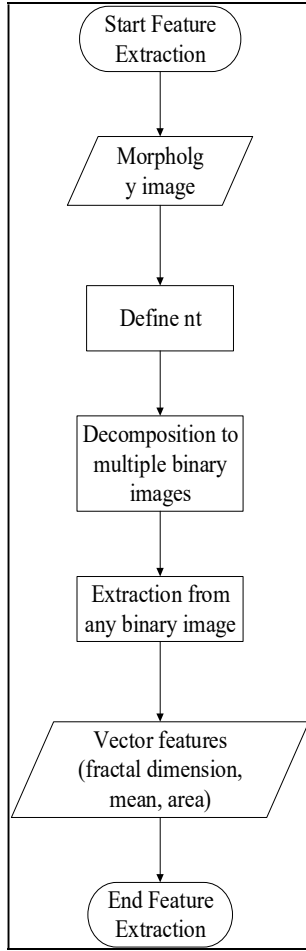 Start Feature
Extraction
Morpholg
y image
Define nt
Decomposition to
multiple binary
images
Extraction from
any binary image
Vector features
(fractal dimension,
mean, area)
End Feature
Extraction